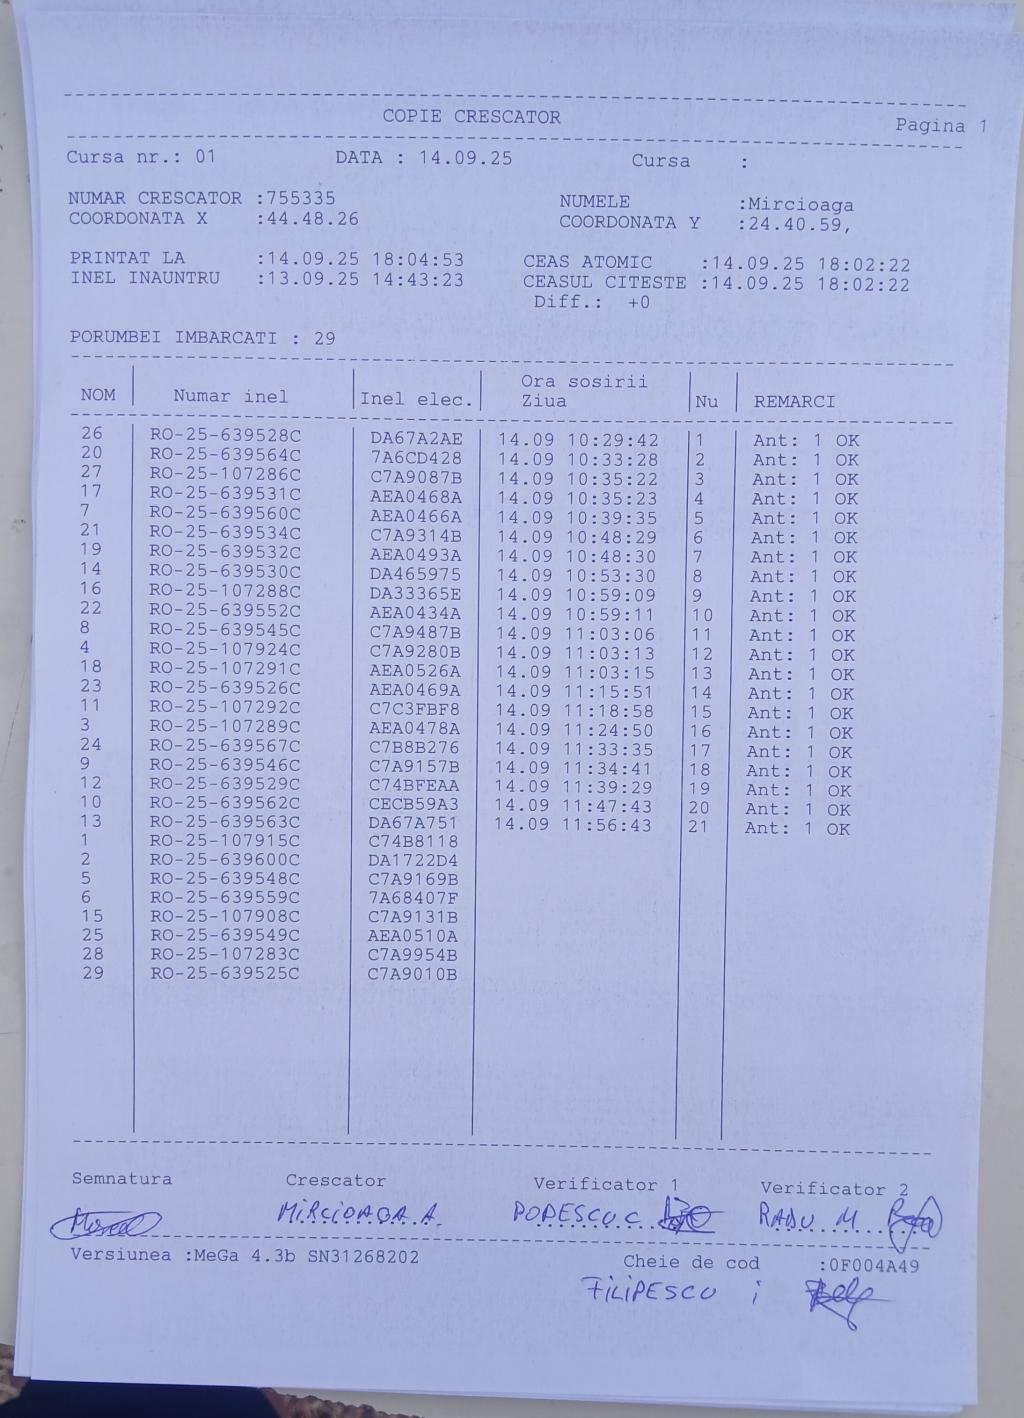 COPIE CRESCATOR
Pagina 1
Cursa nr.: 01 DATA : 14.09.25 Cursa :
NUMAR CRESCATOR :755335 NUMELE :Mircioaga
COORDONATA X :44.48.26 COORDONATA Y :24.40.59,
PRINTAT LA :14.09.25 18:04:53 CEAS ATOMIC :14.09.25 18:02:22
INEL INAUNTRU :13.09.25 14:43:23 CEASUL CITESTE :14.09.25 18:02:22
Diff.: +0
PORUMBEI IMBARCATI : 29
NOM Numar inel Inel elec. Ora sosirii Ziua Nu REMARCI
26 RO-25-639528C DA67A2AE 14.09 10:29:42 1 Ant: 1 OK
20 RO-25-639564C 7A6CD428 14.09 10:33:28 2 Ant: 1 OK
27 RO-25-107286C C7A9087B 14.09 10:35:22 3 Ant: 1 OK
17 RO-25-639531C AEA0468A 14.09 10:35:23 4 Ant: 1 OK
7 RO-25-639560C AEA0466A 14.09 10:39:35 5 Ant: 1 OK
21 RO-25-639534C C7A9314B 14.09 10:48:29 6 Ant: 1 OK
19 RO-25-639532C AEA0493A 14.09 10:48:30 7 Ant: 1 OK
14 RO-25-639530C DA465975 14.09 10:53:30 8 Ant: 1 OK
16 RO-25-107288C DA33365E 14.09 10:59:09 9 Ant: 1 OK
22 RO-25-639552C AEA0434A 14.09 10:59:11 10 Ant: 1 OK
8 RO-25-639545C C7A9487B 14.09 11:03:06 11 Ant: 1 OK
4 RO-25-107924C C7A9280B 14.09 11:03:13 12 Ant: 1 OK
18 RO-25-107291C AEA0526A 14.09 11:03:15 13 Ant: 1 OK
23 RO-25-639526C AEA0469A 14.09 11:15:51 14 Ant: 1 OK
11 RO-25-107292C C7C3FBF8 14.09 11:18:58 15 Ant: 1 OK
3 RO-25-107289C AEA0478A 14.09 11:24:50 16 Ant: 1 OK
24 RO-25-639567C C7B8B276 14.09 11:33:35 17 Ant: 1 OK
9 RO-25-639546C C7A9157B 14.09 11:34:41 18 Ant: 1 OK
12 RO-25-639529C C74BFEAA 14.09 11:39:29 19 Ant: 1 OK
10 RO-25-639562C CECB59A3 14.09 11:47:43 20 Ant: 1 OK
13 RO-25-639563C DA67A751 14.09 11:56:43 21 Ant: 1 OK
1 RO-25-107915C C74B8118
2 RO-25-639600C DA1722D4
5 RO-25-639548C C7A9169B
6 RO-25-639559C 7A68407F
15 RO-25-107908C C7A9131B
25 RO-25-639549C AEA0510A
28 RO-25-107283C C7A9954B
29 RO-25-639525C C7A9010B
Semnatura Crescator Verificator 1 Verificator 2
MIRCIOAGA A. POPESCU C. RADU M.
Versiunea :MeGa 4.3b SN31268202 Cheie de cod :0F004A49
FILIPESCU i